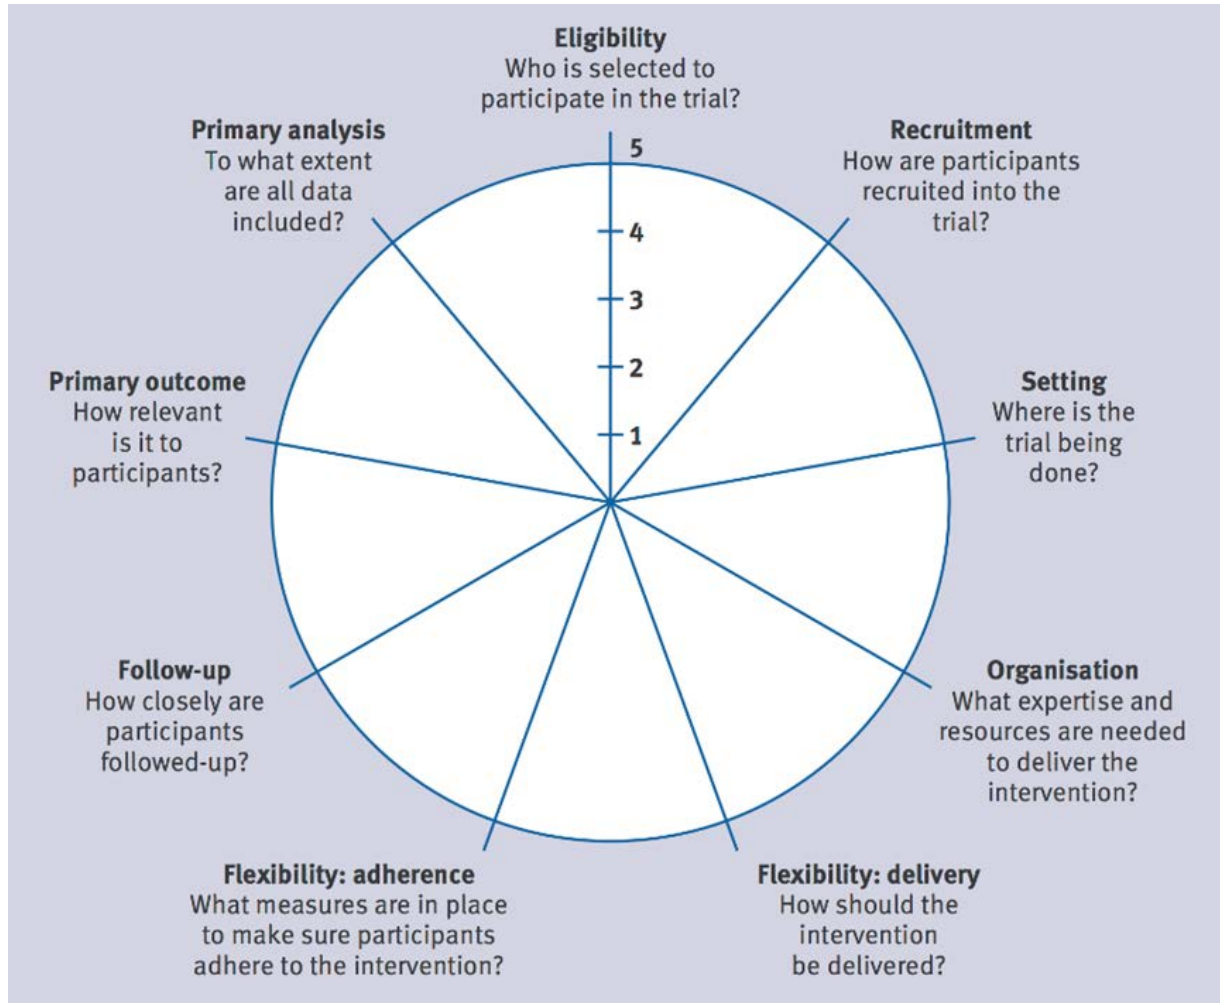 Eligibility
Who is selected to
participate in the trial?
Recruitment
How are participants
recruited into the
trial?
Setting
Where is the
trial being
done?
Organisation
What expertise and
resources are needed
to deliver the
intervention?
Flexibility: delivery
How should the
intervention
be delivered?
Flexibility: adherence
What measures are in place
to make sure participants
adhere to the intervention?
Follow-up
How closely are
participants
followed-up?
Primary outcome
How relevant
is it to
participants?
Primary analysis
To what extent
are all data
included?
5
4
3
2
1